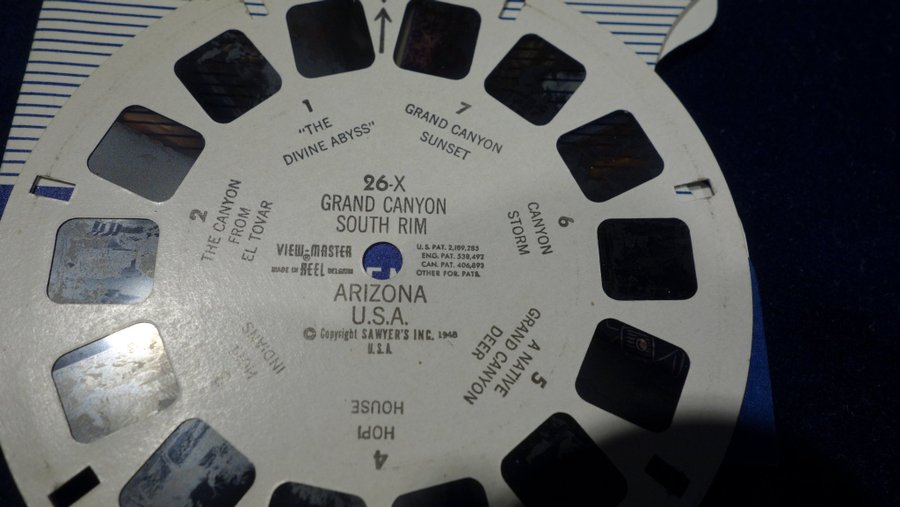 26-X
GRAND CANYON
SOUTH RIM
VIEW-MASTER
®
MADE IN REEL BELGIUM
U.S. PAT. 2,189,285
ENG. PAT. 538,492
CAN. PAT. 406,893
OTHER FOR. PATS.
ARIZONA
U.S.A.
© Copyright SAWYER'S INC. 1948
U.S.A.
1
"THE
DIVINE ABYSS"
2
THE CANYON
FROM
EL TOVAR
INDIANS
4
HOPI
HOUSE
5
A NATIVE
GRAND CANYON
DEER
6
CANYON
STORM
7
GRAND CANYON
SUNSET